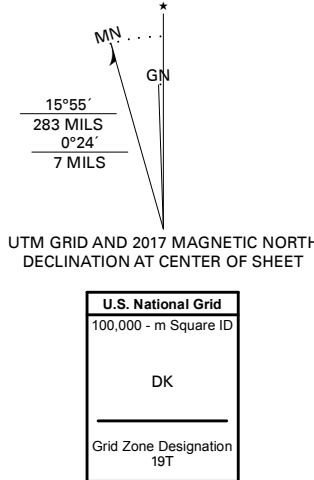 MN
GN
15°55´
283 MILS
0°24´
7 MILS
UTM GRID AND 2017 MAGNETIC NORTH
DECLINATION AT CENTER OF SHEET
U.S. National Grid
100,000 - m Square ID
DK
Grid Zone Designation
19T